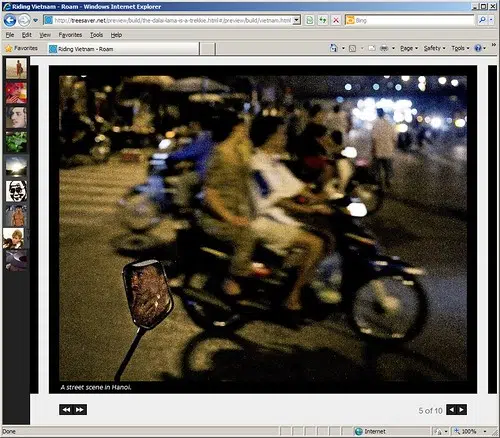 Riding Vietnam - Roam - Windows Internet Explorer
http://treesaver.net/preview/build/the-dalai-lama-is-a-trekkie.html#/preview/build/vietnam.html
Bing
File Edit View Favorites Tools Help
Favorites Riding Vietnam - Roam Page Safety Tools
A street scene in Hanoi.
5 of 10
Done Internet 100%